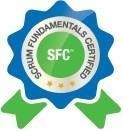 SCRUM FUNDAMENTALS CERTIFIED
SFC™